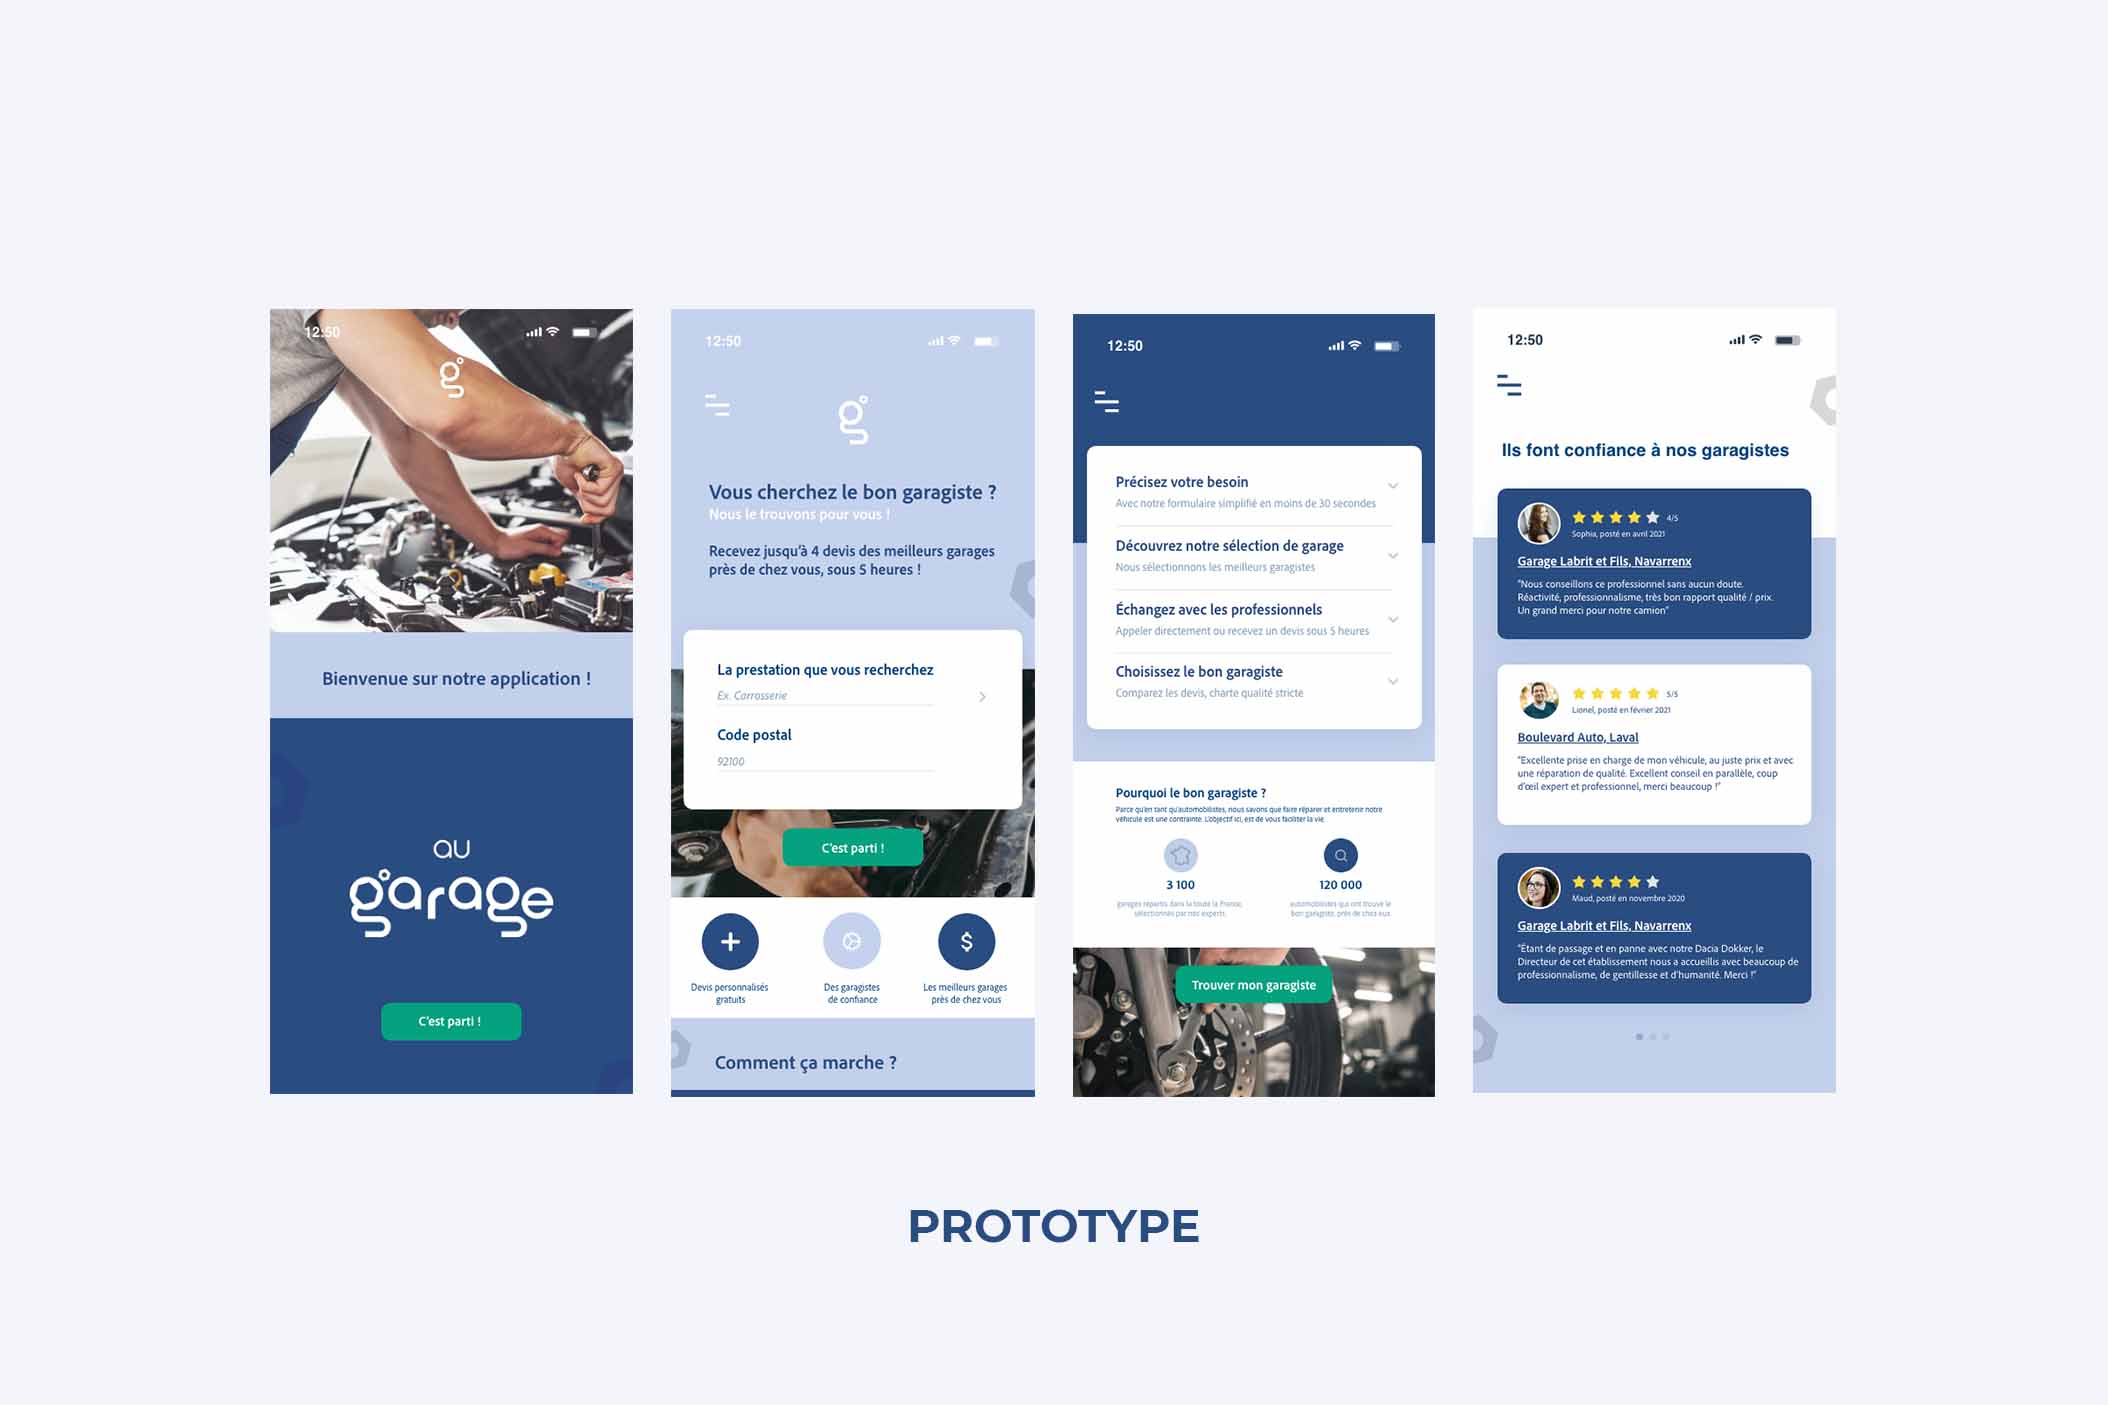 12:50
g
Bienvenue sur notre application !
au
garage
C'est parti !
12:50
g
Vous cherchez le bon garagiste ?
Nous le trouvons pour vous !
Recevez jusqu'à 4 devis des meilleurs garages
près de chez vous, sous 5 heures !
La prestation que vous recherchez
Ex. Carrosserie
Code postal
92100
C'est parti !
Devis personnalisés
gratuits
Des garagistes
de confiance
Les meilleurs garages
près de chez vous
Comment ça marche ?
12:50
Précisez votre besoin
Avec notre formulaire simplifié en moins de 30 secondes
Découvrez notre sélection de garage
Nous sélectionnons les meilleurs garagistes
Échangez avec les professionnels
Appeler directement ou recevez un devis sous 5 heures
Choisissez le bon garagiste
Comparez les devis, charte qualité stricte
Pourquoi le bon garagiste ?
Parce qu'en tant qu'automobilistes, nous savons que faire réparer et entretenir notre
véhicule est une contrainte. L'objectif ici, est de vous faciliter la vie.
3 100
garages répartis dans la toute la France,
sélectionnés par nos experts.
120 000
automobilistes qui ont trouvé le
bon garagiste, près de chez eux
Trouver mon garagiste
12:50
Ils font confiance à nos garagistes
4/5
Sophia, posté en avril 2021
Garage Labrit et Fils, Navarrenx
"Nous conseillons ce professionnel sans aucun doute.
Réactivité, professionnalisme, très bon rapport qualité / prix.
Un grand merci pour notre camion"
5/5
Lionel, posté en février 2021
Boulevard Auto, Laval
"Excellente prise en charge de mon véhicule, au juste prix et avec
une réparation de qualité. Excellent conseil en parallèle, coup
d'œil expert et professionnel, merci beaucoup !"
Maud, posté en novembre 2020
Garage Labrit et Fils, Navarrenx
"Étant de passage et en panne avec notre Dacia Dokker, le
Directeur de cet établissement nous a accueillis avec beaucoup de
professionnalisme, de gentillesse et d'humanité. Merci !"
PROTOTYPE